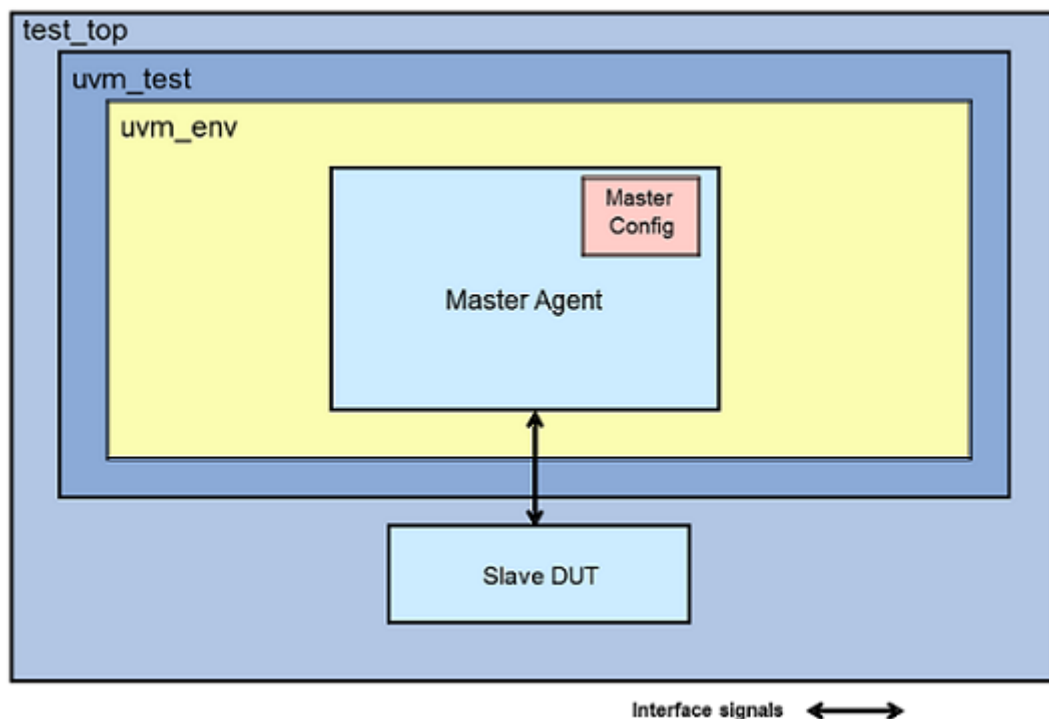 test_top
uvm_test
uvm_env
Master
Config
Master Agent
Slave DUT
Interface signals